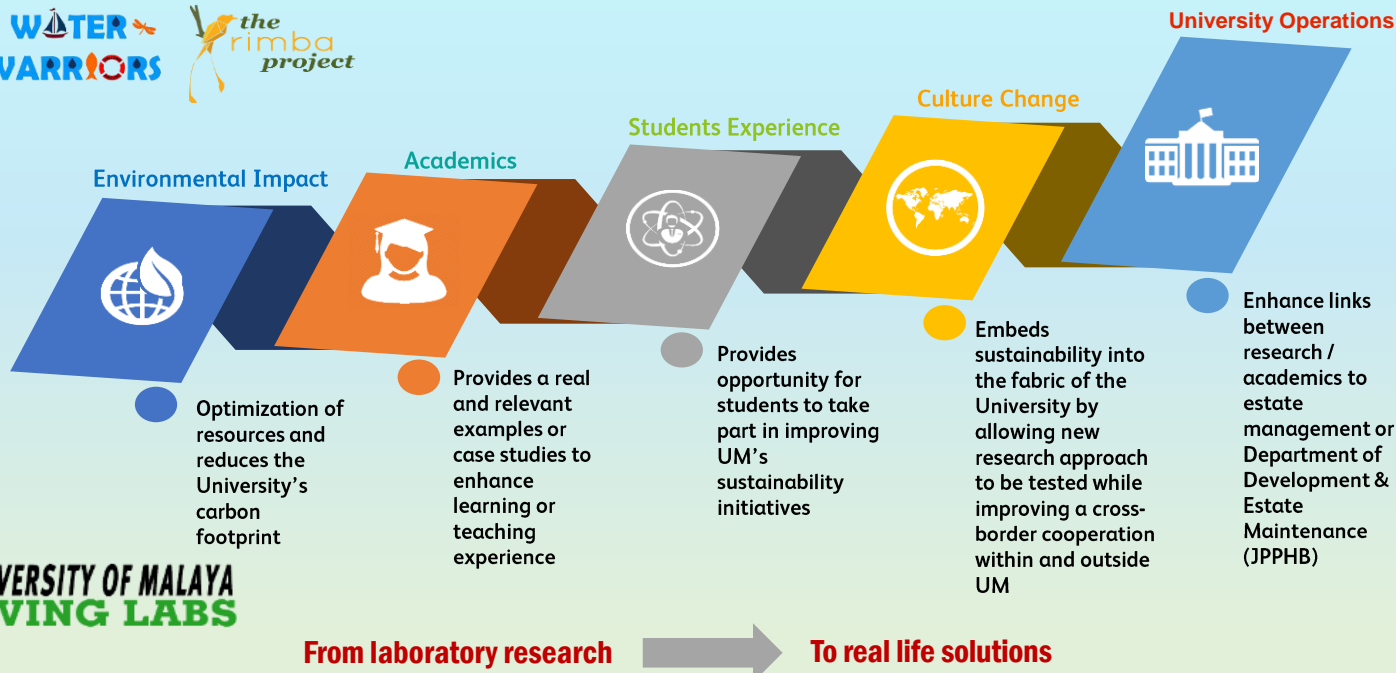 WATER
WARRIORS
the
rimba
project
University Operations
Culture Change
Students Experience
Academics
Environmental Impact
Optimization of
resources and
reduces the
University's
carbon
footprint
Provides a real
and relevant
examples or
case studies to
enhance
learning or
teaching
experience
Provides
opportunity for
students to take
part in improving
UM's
sustainability
initiatives
Embeds
sustainability into
the fabric of the
University by
allowing new
research approach
to be tested while
improving a cross-
border cooperation
within and outside
UM
Enhance links
between
research /
academics to
estate
management or
Department of
Development &
Estate
Maintenance
(JPPHB)
VERSITY OF MALAYA
VING LABS
From laboratory research
To real life solutions